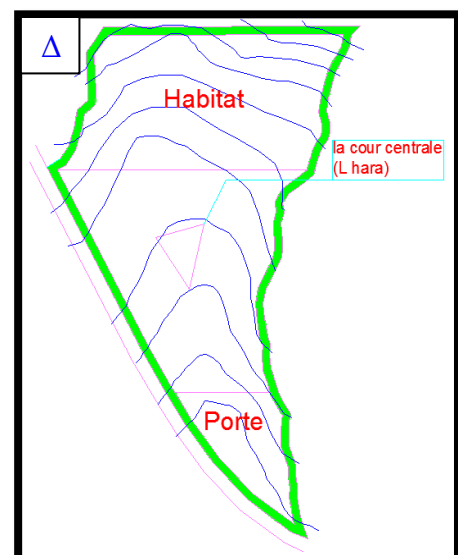 Δ
Habitat
la cour centrale
(L hara)
Porte